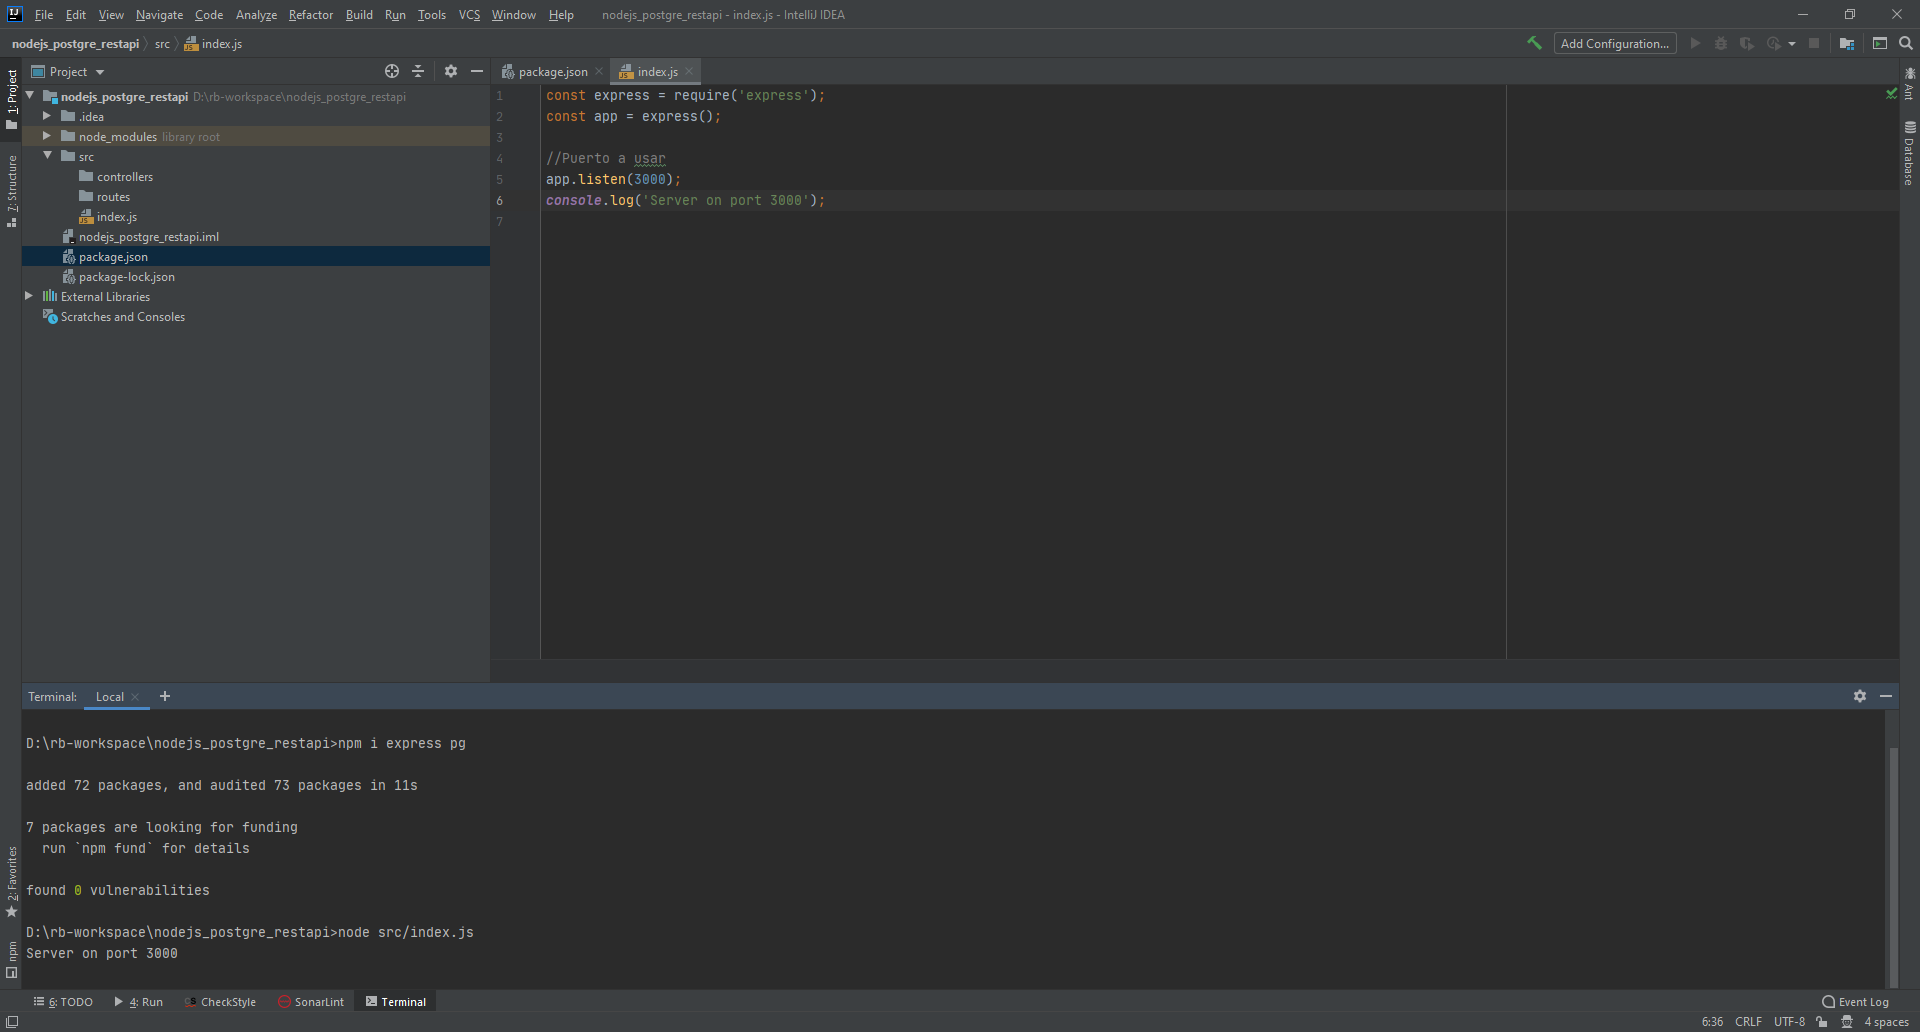 File Edit View Navigate Code Analyze Refactor Build Run Tools VCS Window Help nodejs_postgre_restapi - index.js - IntelliJ IDEA
nodejs_postgre_restapi src index.js
Add Configuration...
1: Project
7: Structure
2: Favorites
npm
Project
nodejs_postgre_restapi D:\rb-workspace\nodejs_postgre_restapi
.idea
node_modules library root
src
controllers
routes
index.js
nodejs_postgre_restapi.iml
package.json
package-lock.json
External Libraries
Scratches and Consoles
package.json index.js
1 const express = require('express');
2 const app = express();
3
4 //Puerto a usar
5 app.listen(3000);
6 console.log('Server on port 3000');
7
Ant
Database
Terminal: Local +
D:\rb-workspace\nodejs_postgre_restapi>npm i express pg
added 72 packages, and audited 73 packages in 11s
7 packages are looking for funding
run `npm fund` for details
found 0 vulnerabilities
D:\rb-workspace\nodejs_postgre_restapi>node src/index.js
Server on port 3000
6: TODO 4: Run CheckStyle SonarLint Terminal Event Log
6:36 CRLF UTF-8 4 spaces